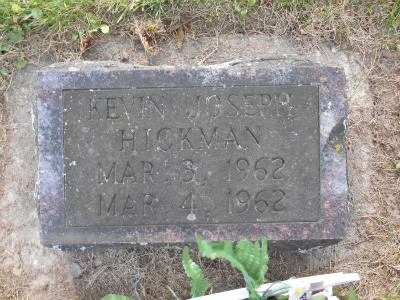 KEVIN JOSEPH
HICKMAN
MAR. 3, 1962
MAR. 4, 1962